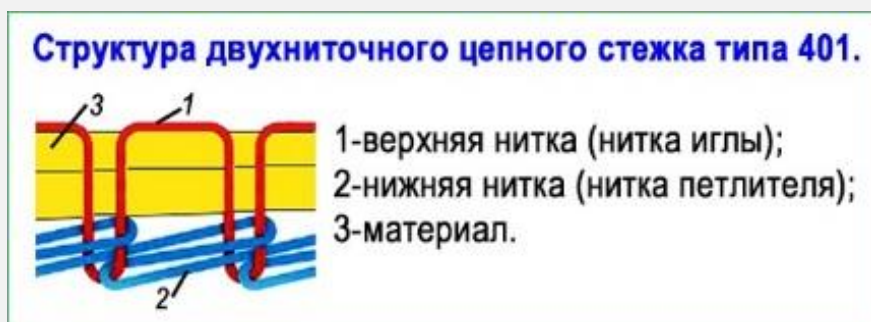 Структура двухниточного цепного стежка типа 401.
3
1
1-верхняя нитка (нитка иглы);
2-нижняя нитка (нитка петлителя);
3-материал.
2